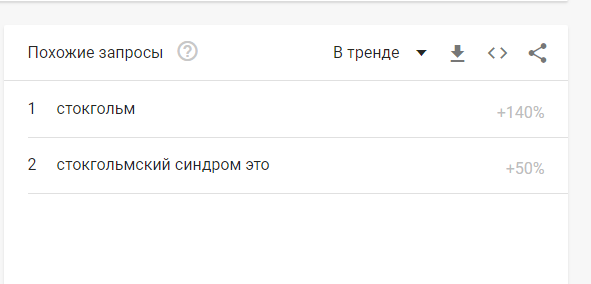 Похожие запросы ? В тренде
1 стокгольм +140%
2 стокгольмский синдром это +50%